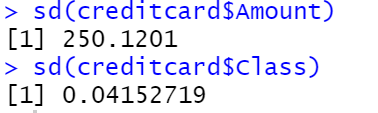 > sd(creditcard$Amount)
[1] 250.1201
> sd(creditcard$Class)
[1] 0.04152719